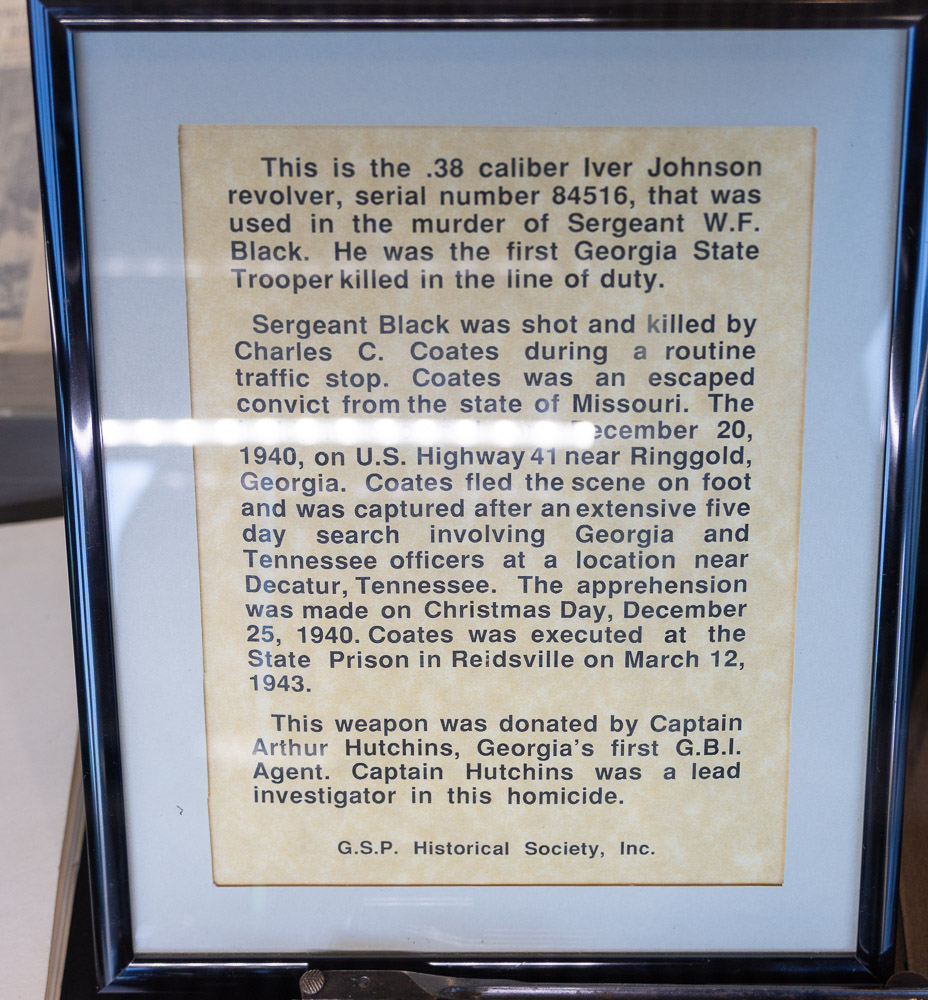 This is the .38 caliber Iver Johnson
revolver, serial number 84516, that was
used in the murder of Sergeant W.F.
Black. He was the first Georgia State
Trooper killed in the line of duty.
Sergeant Black was shot and killed by
Charles C. Coates during a routine
traffic stop. Coates was an escaped
convict from the state of Missouri. The
December 20,
1940, on U.S. Highway 41 near Ringgold,
Georgia. Coates fled the scene on foot
and was captured after an extensive five
day search involving Georgia and
Tennessee officers at a location near
Decatur, Tennessee. The apprehension
was made on Christmas Day, December
25, 1940. Coates was executed at the
State Prison in Reidsville on March 12,
1943.
This weapon was donated by Captain
Arthur Hutchins, Georgia's first G.B.I.
Agent. Captain Hutchins was a lead
investigator in this homicide.
G.S.P. Historical Society, Inc.